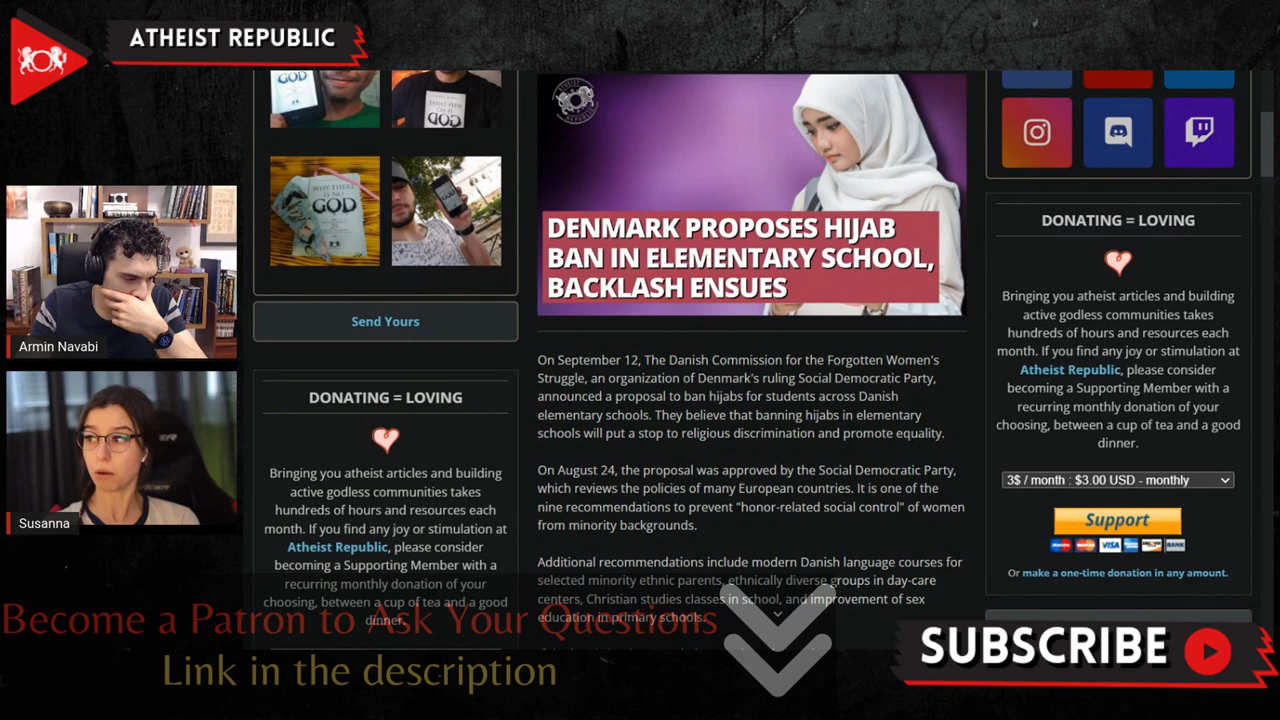 ATHEIST REPUBLIC
GOD
WHY THERE
IS NO
GOD
Armin Navabi
Susanna
Send Yours
DONATING = LOVING
Bringing you atheist articles and building
active godless communities takes
hundreds of hours and resources each
month. If you find any joy or stimulation at
Atheist Republic, please consider
becoming a Supporting Member with a
recurring monthly donation of your
choosing, between a cup of tea and a good
dinner.
DENMARK PROPOSES HIJAB
BAN IN ELEMENTARY SCHOOL,
BACKLASH ENSUES
On September 12, The Danish Commission for the Forgotten Women's
Struggle, an organization of Denmark's ruling Social Democratic Party,
announced a proposal to ban hijabs for students across Danish
elementary schools. They believe that banning hijabs in elementary
schools will put a stop to religious discrimination and promote equality.
On August 24, the proposal was approved by the Social Democratic Party,
which reviews the policies of many European countries. It is one of the
nine recommendations to prevent "honor-related social control" of women
from minority backgrounds.
Additional recommendations include modern Danish language courses for
selected minority ethnic parents, ethnically diverse groups in day-care
centers, Christian studies classes in school, and improvement of sex
education in primary schools.
DONATING = LOVING
Bringing you atheist articles and building
active godless communities takes
hundreds of hours and resources each
month. If you find any joy or stimulation at
Atheist Republic, please consider
becoming a Supporting Member with a
recurring monthly donation of your
choosing, between a cup of tea and a good
dinner.
3$ / month : $3.00 USD - monthly
Support
VISA
BANK
Or make a one-time donation in any amount.
Become a Patron to Ask Your Questions
Link in the description
SUBSCRIBE